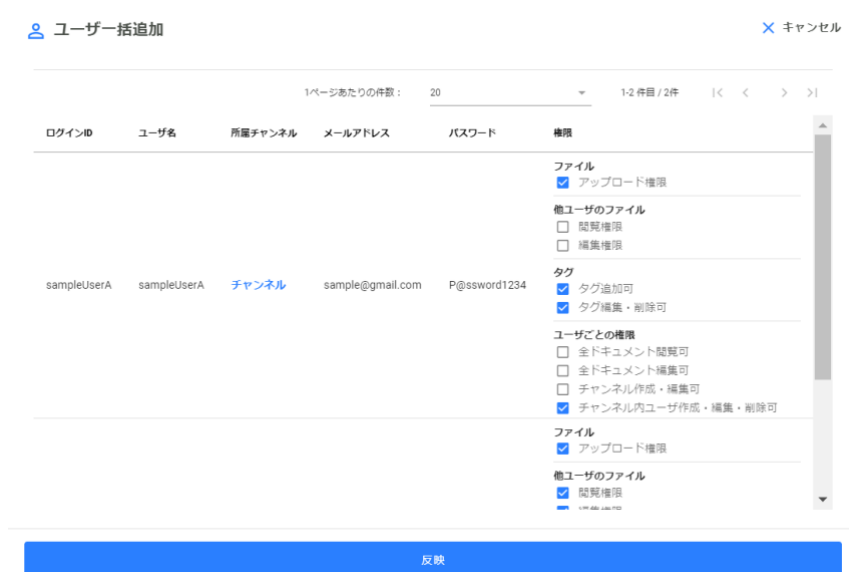 ユーザー括追加
キャンセル
1ページあたりの件数： 20 1-2 件目 / 2件
ログインID ユーザ名 所属チャンネル メールアドレス パスワード 権限
ファイル
アップロード権限
他ユーザのファイル
閲覧権限
編集権限
sampleUserA sampleUserA チャンネル sample@gmail.com P@ssword1234
タグ
タグ追加可
タグ編集・削除可
ユーザごとの権限
全ドキュメント閲覧可
全ドキュメント編集可
チャンネル作成・編集可
チャンネル内ユーザ作成・編集・削除可
ファイル
アップロード権限
他ユーザのファイル
閲覧権限
編集権限
反映